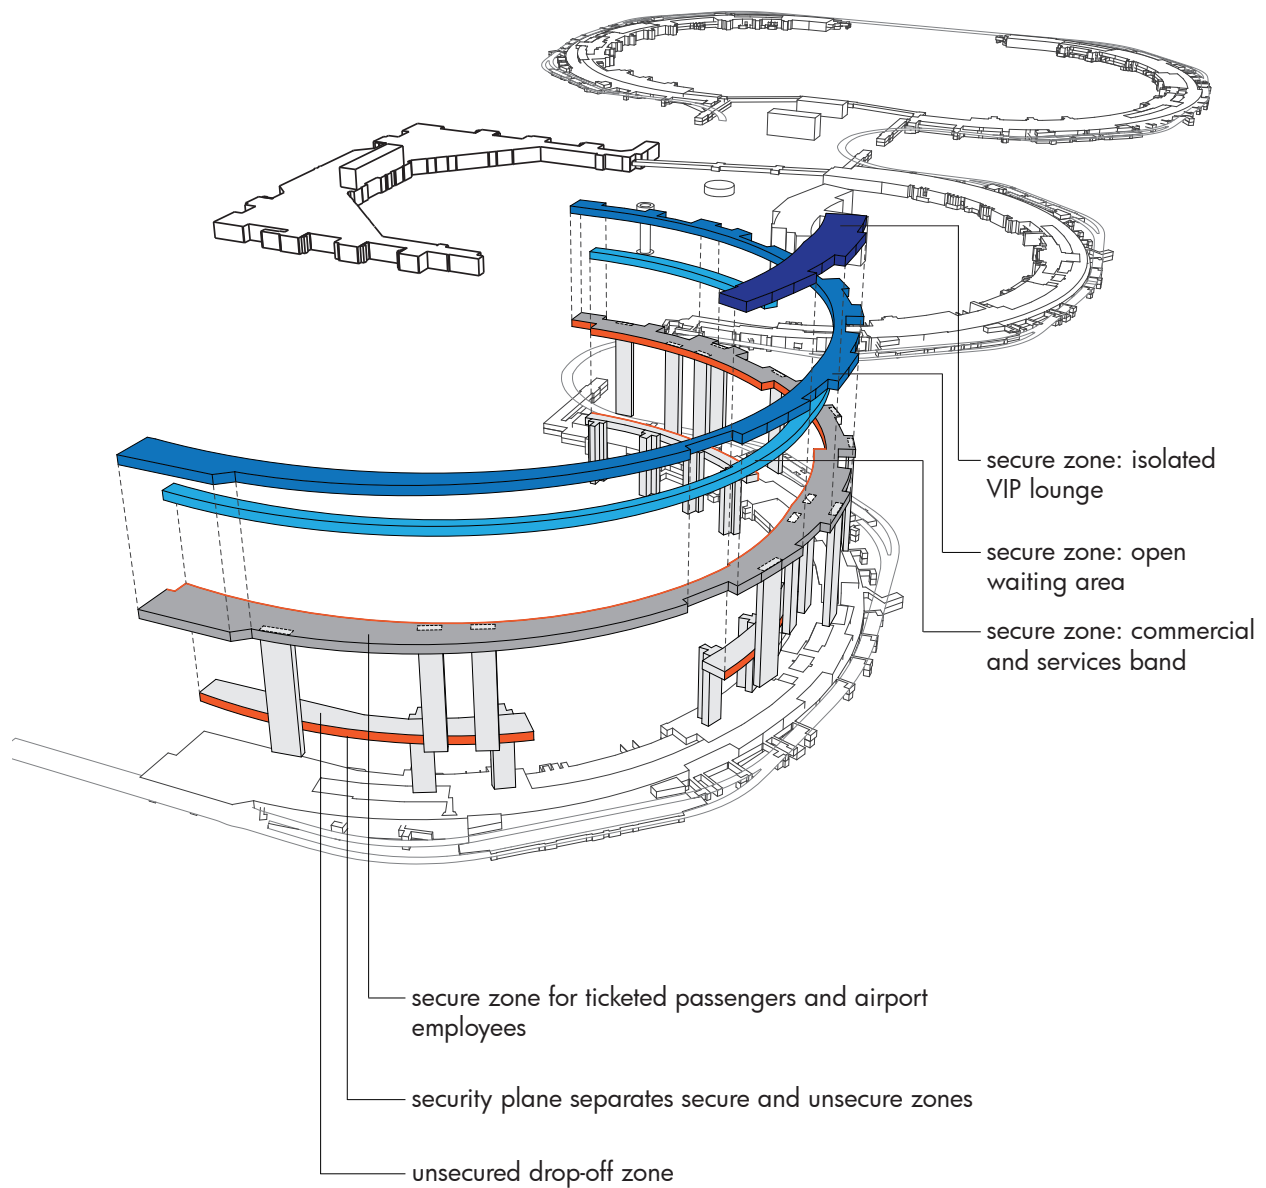 secure zone: isolated
VIP lounge
secure zone: open
waiting area
secure zone: commercial
and services band
secure zone for ticketed passengers and airport
employees
security plane separates secure and unsecure zones
unsecured drop-off zone